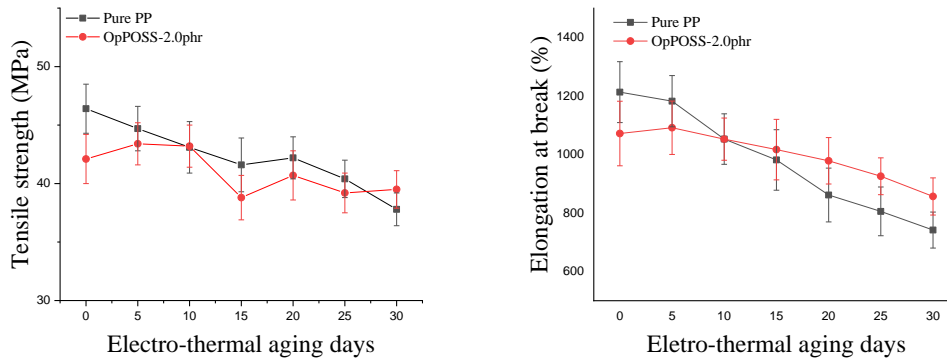 Pure PP
OpPOSS-2.0phr
50
40
30
0 5 10 15 20 25 30
Tensile strength (MPa)
Electro-thermal aging days
Pure PP
OpPOSS-2.0phr
1400
1200
1000
800
600
0 5 10 15 20 25 30
Elongation at break (%)
Eletro-thermal aging days